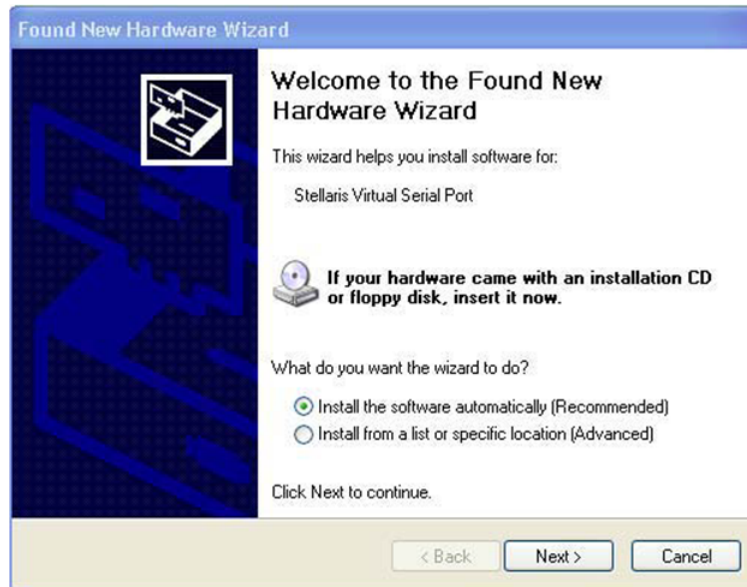 Found New Hardware Wizard
Welcome to the Found New
Hardware Wizard
This wizard helps you install software for:
Stellaris Virtual Serial Port
If your hardware came with an installation CD
or floppy disk, insert it now.
What do you want the wizard to do?
Install the software automatically (Recommended)
Install from a list or specific location (Advanced)
Click Next to continue.
< Back Next > Cancel